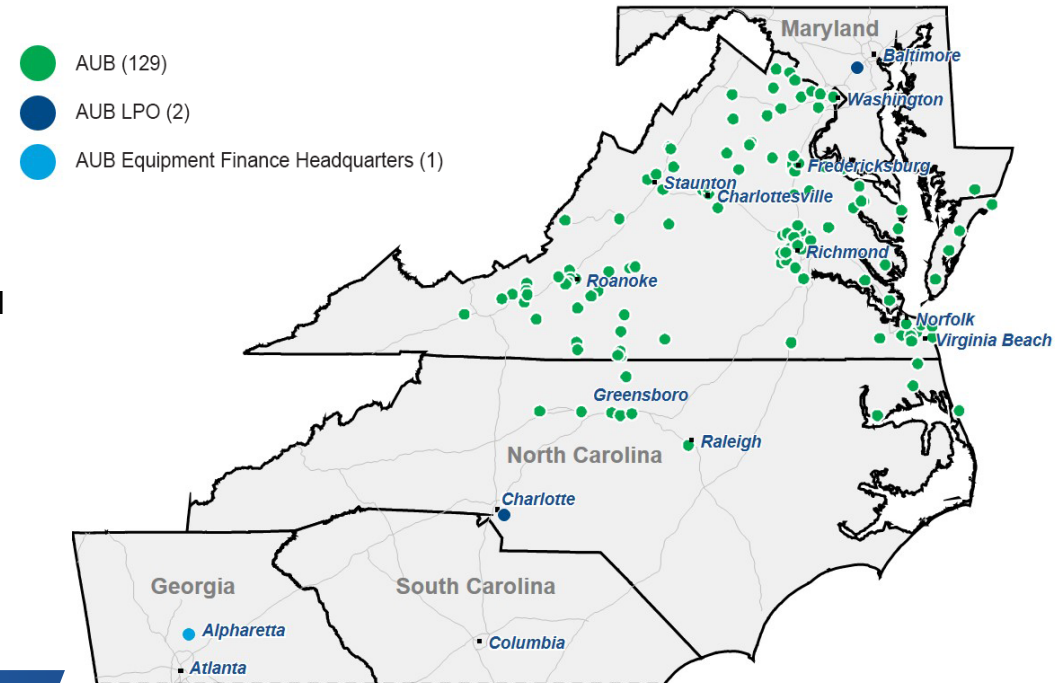 AUB (129)
AUB LPO (2)
AUB Equipment Finance Headquarters (1)
Maryland
Baltimore
Washington
Fredericksburg
Staunton
Charlottesville
Richmond
Roanoke
Norfolk
Virginia Beach
Greensboro
Raleigh
North Carolina
Charlotte
Georgia
South Carolina
Alpharetta
Columbia
Atlanta